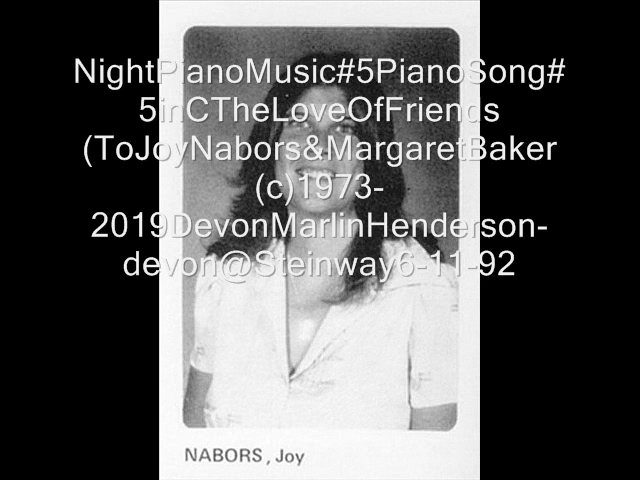 NightPianoMusic#5PianoSong#
5inCTheLoveOfFriends
(ToJoyNabors&MargaretBaker
(c)1973-
2019DevonMarlinHenderson-
devon@Steinway6-11-92
NABORS, Joy